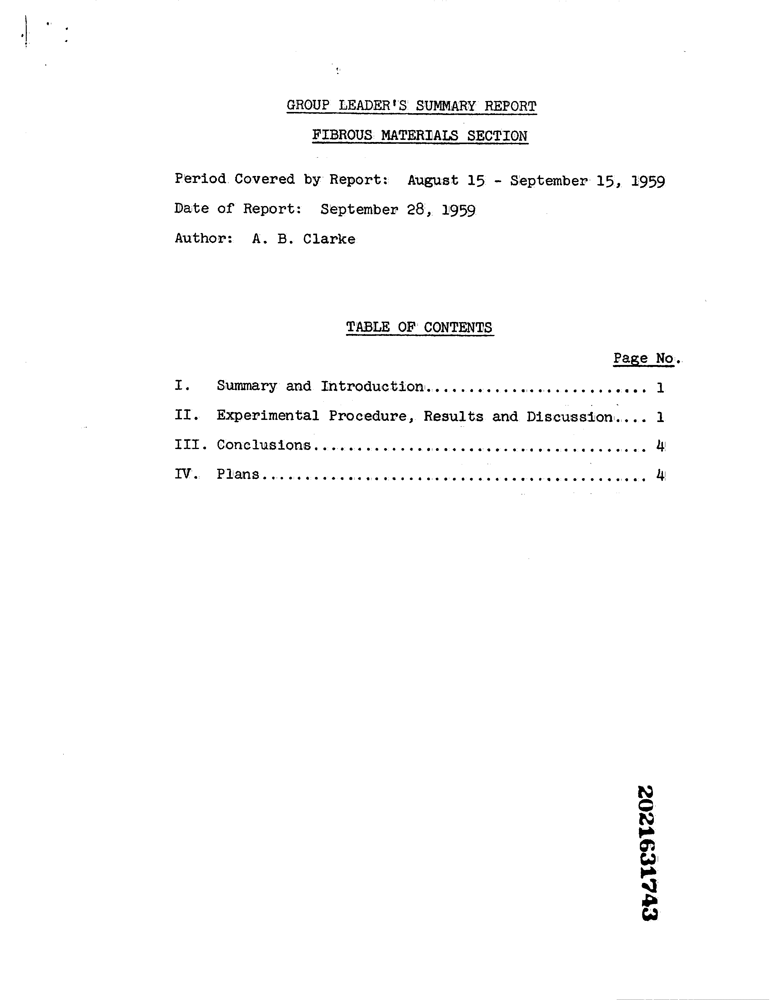 GROUP LEADER'S SUMMARY REPORT
FIBROUS MATERIALS SECTION
Period Covered by Report: August 15 - September 15, 1959
Date of Report: September 28, 1959
Author: A. B. Clarke
TABLE OF CONTENTS
Page No.
I. Summary and Introduction.......................... 1
II. Experimental Procedure, Results and Discussion.... 1
III. Conclusions....................................... 4
IV. Plans............................................. 4
2021631743